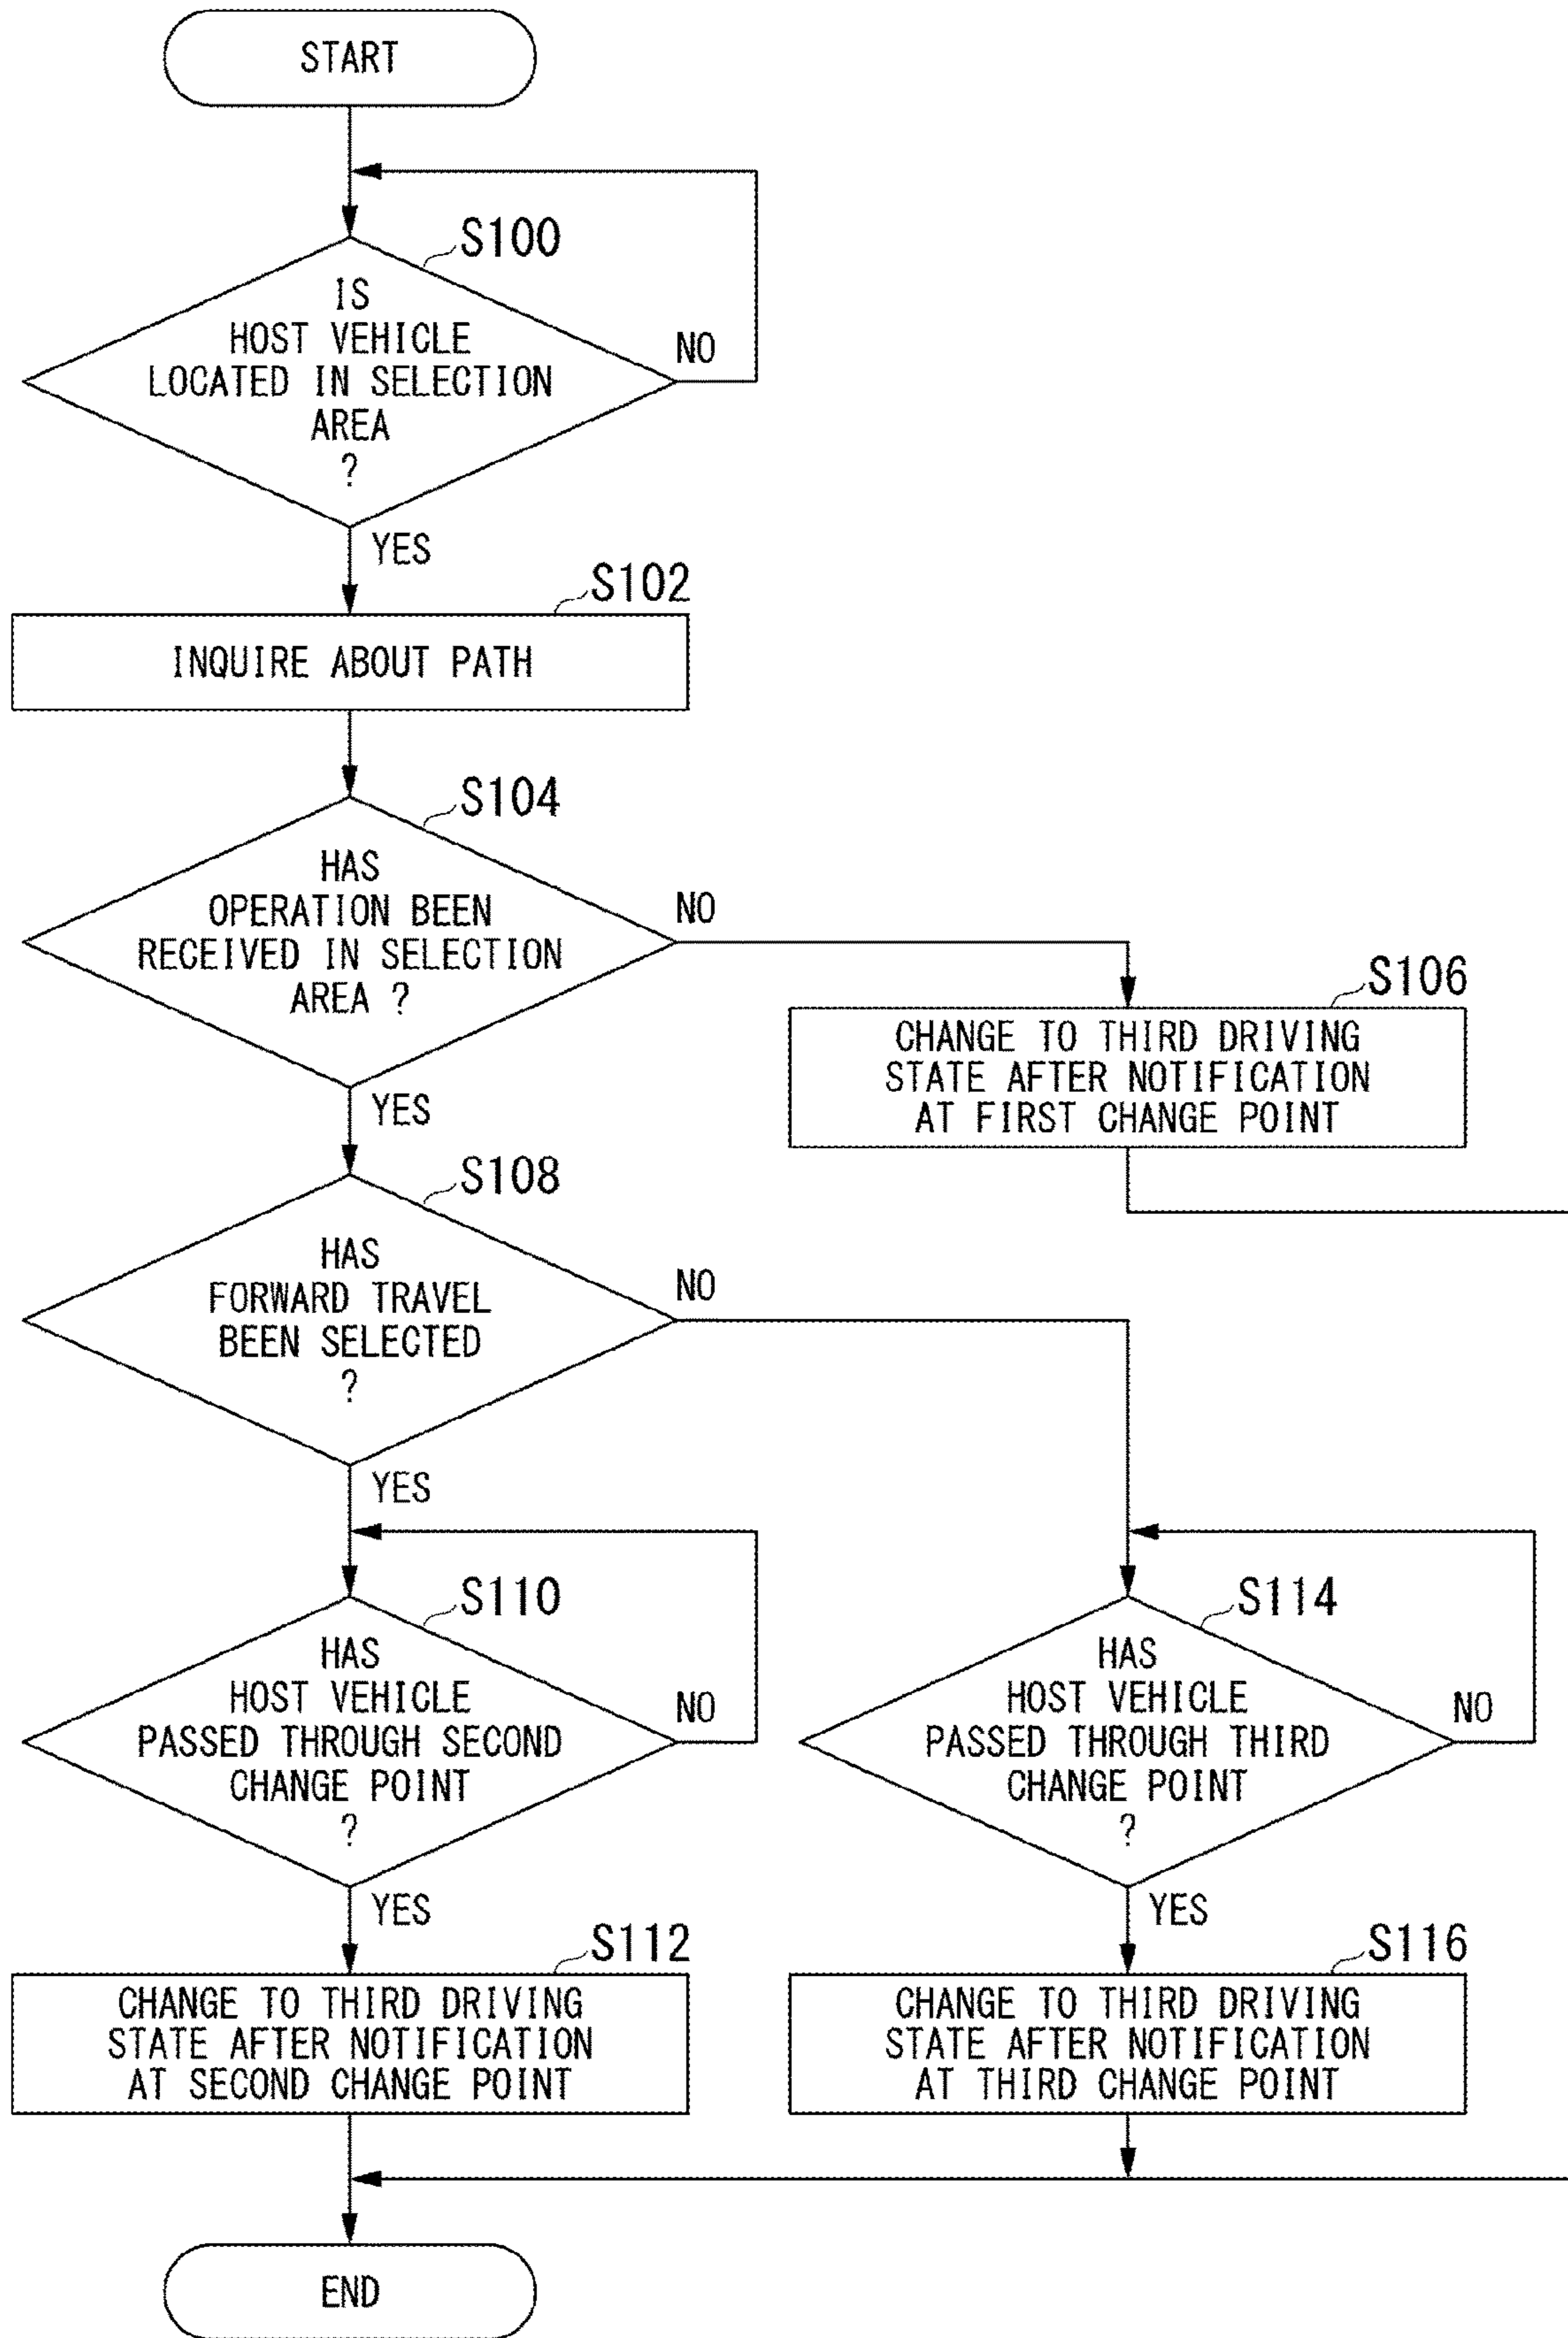 START
S100
IS
HOST VEHICLE
LOCATED IN SELECTION
AREA
?
NO
YES
S102
INQUIRE ABOUT PATH
S104
HAS
OPERATION BEEN
RECEIVED IN SELECTION
AREA ?
NO
YES
S106
CHANGE TO THIRD DRIVING
STATE AFTER NOTIFICATION
AT FIRST CHANGE POINT
S108
HAS
FORWARD TRAVEL
BEEN SELECTED
?
NO
YES
S110
HAS
HOST VEHICLE
PASSED THROUGH SECOND
CHANGE POINT
?
NO
YES
S114
HAS
HOST VEHICLE
PASSED THROUGH THIRD
CHANGE POINT
?
NO
YES
S112
CHANGE TO THIRD DRIVING
STATE AFTER NOTIFICATION
AT SECOND CHANGE POINT
S116
CHANGE TO THIRD DRIVING
STATE AFTER NOTIFICATION
AT THIRD CHANGE POINT
END